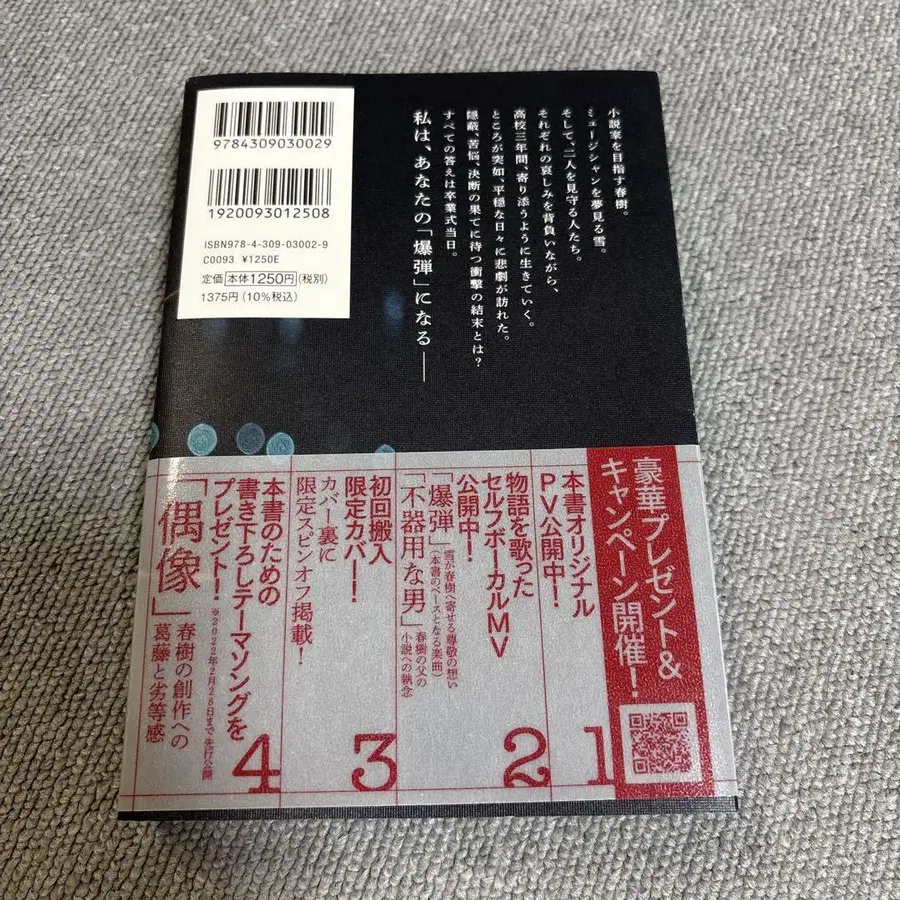 9784309030029
1920093012508
ISBN978-4-309-03002-9
C0093 ¥1250E
定価 本体1250円(税別)
1375円(10%税込)
小説家を目指す春樹。
ミュージシャンを夢見る雪。
そして、二人を見守る人たち。
それぞれの哀しみを背負いながら、
高校三年間、寄り添うように生きていく。
ところが突如、平穏な日々に悲劇が訪れた。
隠蔽、苦悩、決断の果てに待つ衝撃の結末とは?
すべての答えは卒業式当日。
私は、あなたの「爆弾」になる――
豪華プレゼント&
キャンペーン開催!
1
本書オリジナル
PV公開中!
2
物語を歌った
セルフボーカルMV
公開中!
「爆弾」
雪が春樹へ寄せる尊敬の想い
(本書のベースとなる楽曲)
「不器用な男」
春樹の父の
小説への執念
3
初回搬入
限定カバー!
カバー裏に
限定スピンオフ掲載!
4
本書のための
書き下ろしテーマソングを
プレゼント!
※2022年2月28日まで 先行公開
「偶像」
春樹の創作への
葛藤と劣等感